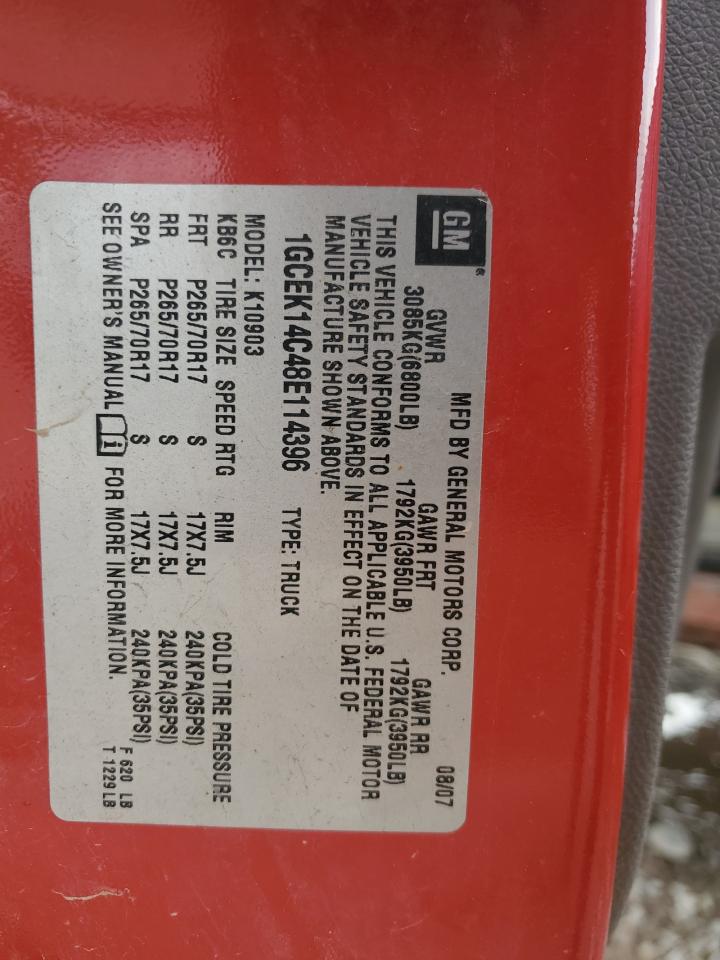 GM®
MFD BY GENERAL MOTORS CORP. 08/07
GVWR GAWR FRT GAWR RR
3085KG(6800LB) 1792KG(3950LB) 1792KG(3950LB)
THIS VEHICLE CONFORMS TO ALL APPLICABLE U.S. FEDERAL MOTOR
VEHICLE SAFETY STANDARDS IN EFFECT ON THE DATE OF
MANUFACTURE SHOWN ABOVE.
1GCEK14C48E114396 TYPE: TRUCK
MODEL: K10903
KB6C TIRE SIZE SPEED RTG RIM COLD TIRE PRESSURE
FRT P265/70R17 S 17X7.5J 240KPA(35PSI)
RR P265/70R17 S 17X7.5J 240KPA(35PSI)
SPA P265/70R17 S 17X7.5J 240KPA(35PSI)
SEE OWNER'S MANUAL i FOR MORE INFORMATION.
F 620 LB
T 1229 LB